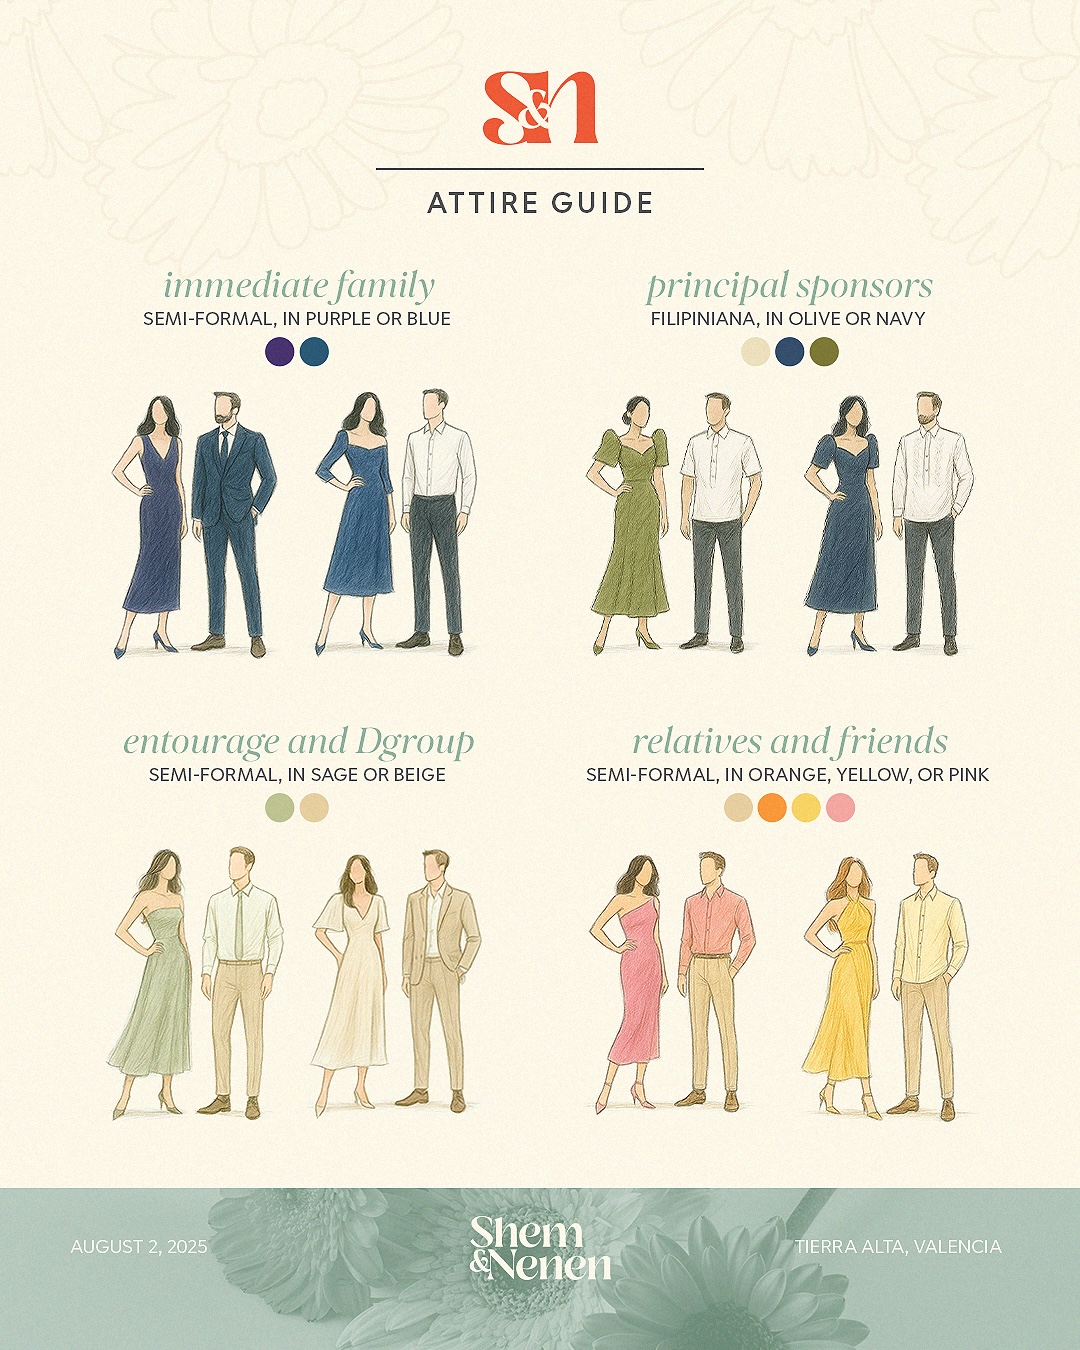 S&n
ATTIRE GUIDE
immediate family
SEMI-FORMAL, IN PURPLE OR BLUE
principal sponsors
FILIPINIANA, IN OLIVE OR NAVY
entourage and Dgroup
SEMI-FORMAL, IN SAGE OR BEIGE
relatives and friends
SEMI-FORMAL, IN ORANGE, YELLOW, OR PINK
AUGUST 2, 2025
Shem
&Nenen
TIERRA ALTA, VALENCIA